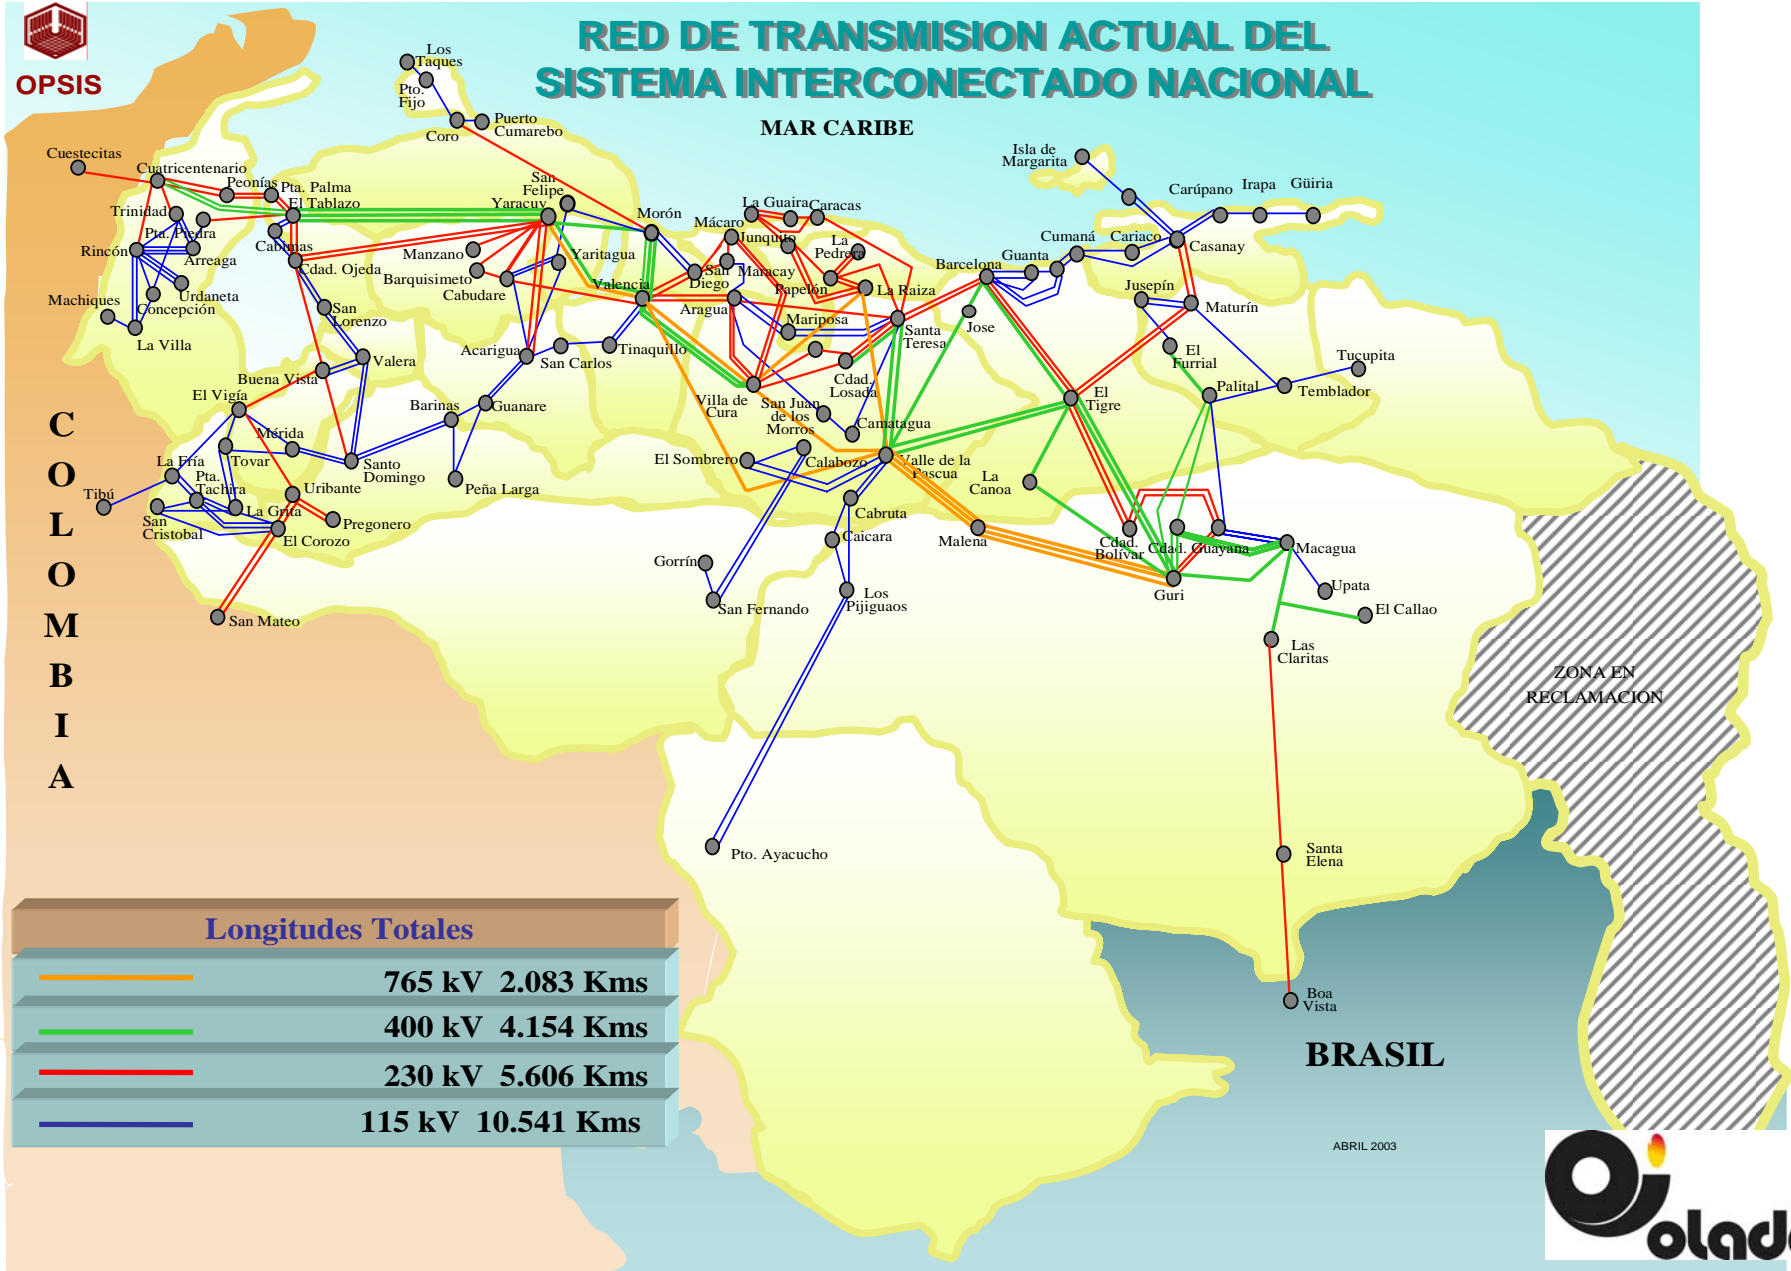 OPSIS
RED DE TRANSMISION ACTUAL DEL
SISTEMA INTERCONECTADO NACIONAL
MAR CARIBE
Los
Taques
Pto.
Fijo
Coro
Puerto
Cumarebo
Cuestecitas
Cuatricentenario
Peonías
Pta. Palma
El Tablazo
Trinidad
Pta. Piedra
Rincón
Arreaga
Cabimas
Cdad. Ojeda
Machiques
Urdaneta
Concepción
La Villa
San
Lorenzo
Valera
Buena Vista
El Vigía
Mérida
Tovar
La Fría
Pta.
Tachira
Tibú
San
Cristobal
La Grita
Uribante
Santo
Domingo
Pregonero
El Corozo
San Mateo
San
Felipe
Yaracuy
Manzano
Barquisimeto
Cabudare
Yaritagua
Acarigua
San Carlos
Tinaquillo
Barinas
Guanare
Peña Larga
Morón
Valencia
San
Diego
Mácaro
La Guaira
Caracas
Junquito
La
Pedrera
Maracay
Papelón
La Raiza
Aragua
Mariposa
Santa
Teresa
Cdad.
Losada
Villa de
Cura
San Juan
de los
Morros
Camatagua
El Sombrero
Calabozo
Valle de la
Pascua
Cabruta
Caicara
Gorrín
San Fernando
Los
Pijiguaos
Pto. Ayacucho
Isla de
Margarita
Carúpano
Irapa
Güiria
Cumaná
Cariaco
Casanay
Guanta
Barcelona
Jose
Jusepín
Maturín
El
Furrial
Tucupita
Temblador
Palital
El
Tigre
La
Canoa
Malena
Cdad.
Bolívar
Cdad. Guayana
Macagua
Guri
Upata
El Callao
Las
Claritas
Santa
Elena
Boa
Vista
ZONA EN
RECLAMACION
C
O
L
O
M
B
I
A
BRASIL
Longitudes Totales
765 kV 2.083 Kms
400 kV 4.154 Kms
230 kV 5.606 Kms
115 kV 10.541 Kms
ABRIL 2003